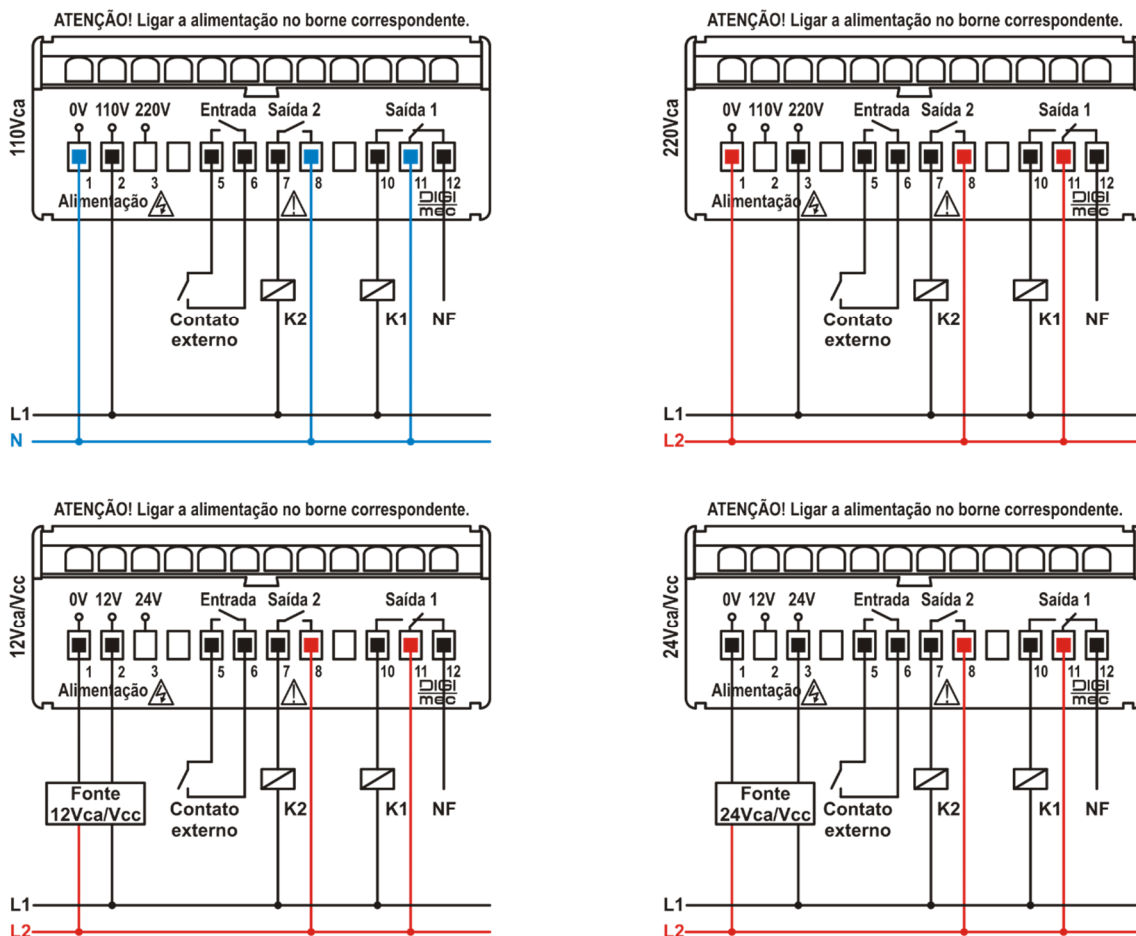 ATENÇÃO! Ligar a alimentação no borne correspondente.
110Vca
0V 110V 220V Entrada Saída 2 Saída 1
1 2 3 5 6 7 8 10 11 12
Alimentação DIGI
mec
Contato
externo
K2 K1 NF
L1
N
ATENÇÃO! Ligar a alimentação no borne correspondente.
220Vca
0V 110V 220V Entrada Saída 2 Saída 1
1 2 3 5 6 7 8 10 11 12
Alimentação DIGI
mec
Contato
externo
K2 K1 NF
L1
L2
ATENÇÃO! Ligar a alimentação no borne correspondente.
12Vca/Vcc
0V 12V 24V Entrada Saída 2 Saída 1
1 2 3 5 6 7 8 10 11 12
Alimentação DIGI
mec
Fonte
12Vca/Vcc
Contato
externo
K2 K1 NF
L1
L2
ATENÇÃO! Ligar a alimentação no borne correspondente.
24Vca/Vcc
0V 12V 24V Entrada Saída 2 Saída 1
1 2 3 5 6 7 8 10 11 12
Alimentação DIGI
mec
Fonte
24Vca/Vcc
Contato
externo
K2 K1 NF
L1
L2